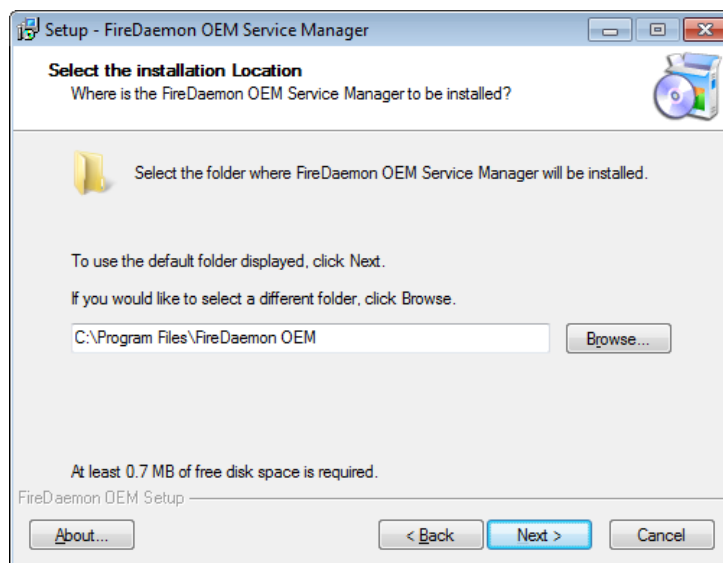 Setup - FireDaemon OEM Service Manager
Select the installation Location
Where is the FireDaemon OEM Service Manager to be installed?
Select the folder where FireDaemon OEM Service Manager will be installed.
To use the default folder displayed, click Next.
If you would like to select a different folder, click Browse.
C:\Program Files\FireDaemon OEM
Browse...
At least 0.7 MB of free disk space is required.
FireDaemon OEM Setup
About...
< Back
Next >
Cancel